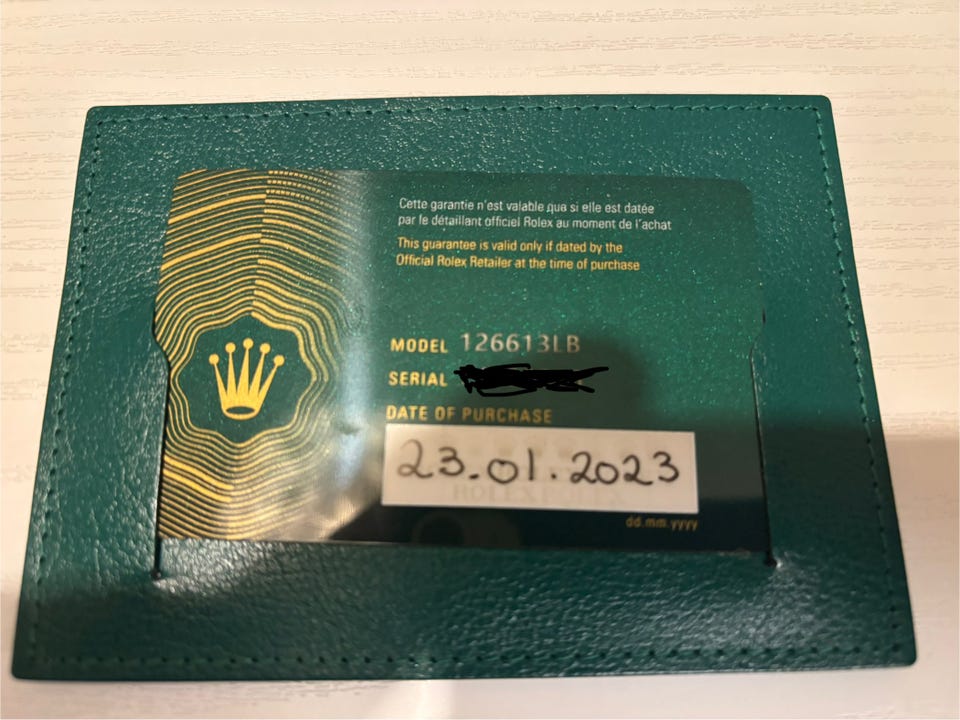 Cette garantie n'est valable que si elle est datée
par le détaillant officiel Rolex au moment de l'achat
This guarantee is valid only if dated by the
Official Rolex Retailer at the time of purchase
MODEL 126613LB
SERIAL
DATE OF PURCHASE
23.01.2023
ROLEX ROLEX
dd.mm.yyyy